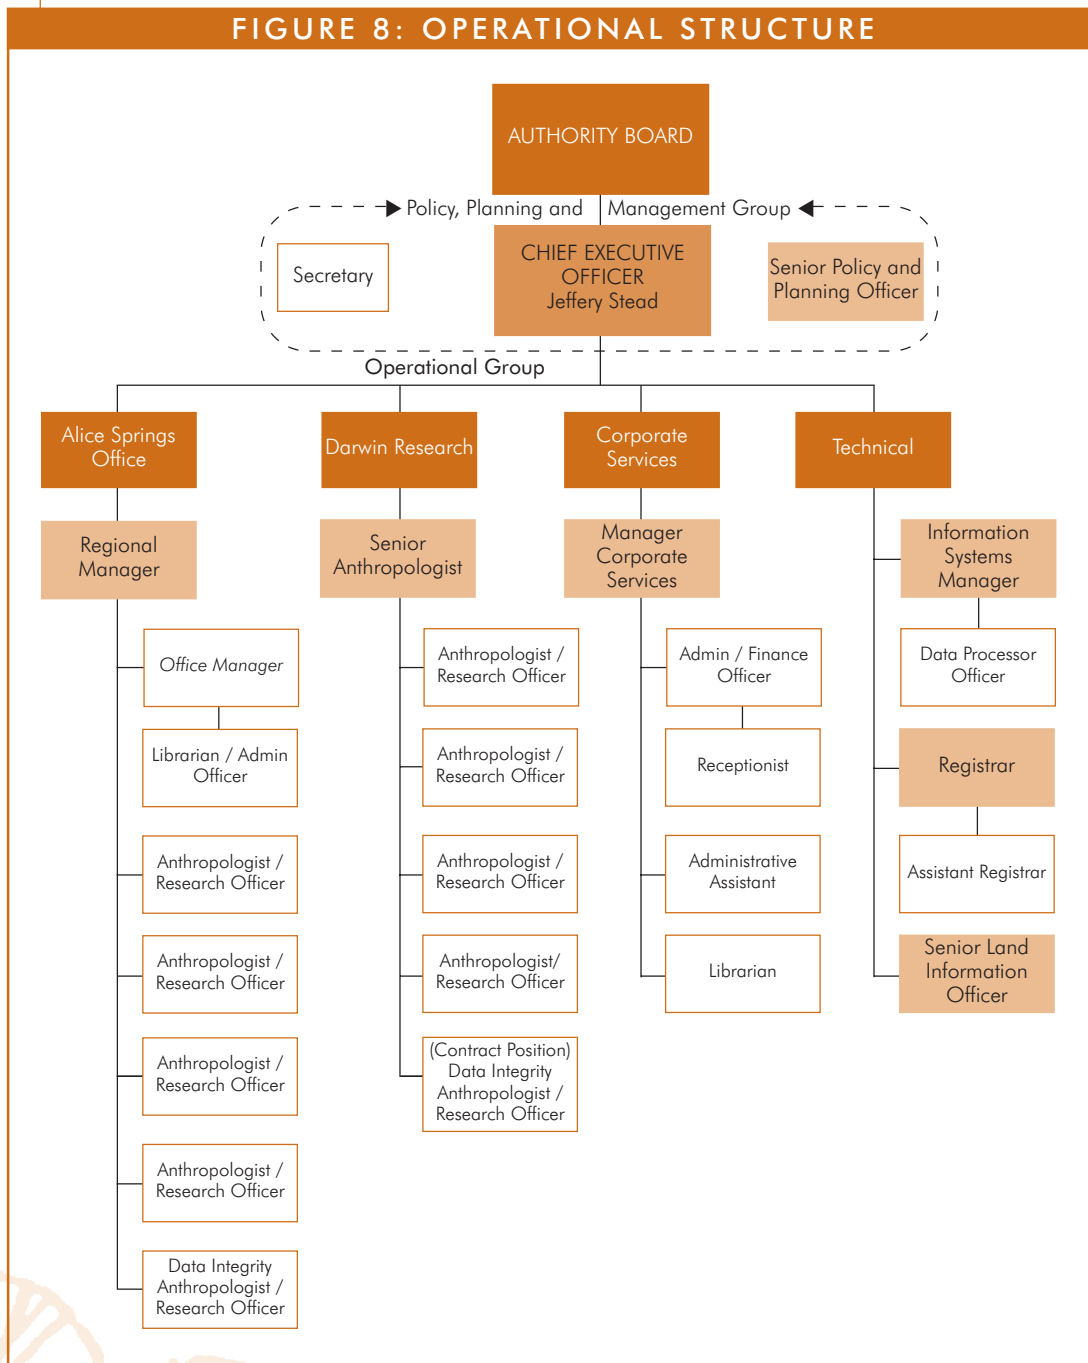 FIGURE 8: OPERATIONAL STRUCTURE
AUTHORITY BOARD
Policy, Planning and Management Group
Secretary
CHIEF EXECUTIVE
OFFICER
Jeffery Stead
Senior Policy and
Planning Officer
Operational Group
Alice Springs
Office
Darwin Research
Corporate
Services
Technical
Regional
Manager
Senior
Anthropologist
Manager
Corporate
Services
Information
Systems
Manager
Office Manager
Librarian / Admin
Officer
Anthropologist /
Research Officer
Anthropologist /
Research Officer
Anthropologist /
Research Officer
Anthropologist /
Research Officer
Data Integrity
Anthropologist /
Research Officer
Anthropologist /
Research Officer
Anthropologist /
Research Officer
Anthropologist /
Research Officer
Anthropologist/
Research Officer
(Contract Position)
Data Integrity
Anthropologist /
Research Officer
Admin / Finance
Officer
Receptionist
Administrative
Assistant
Librarian
Data Processor
Officer
Registrar
Assistant Registrar
Senior Land
Information
Officer